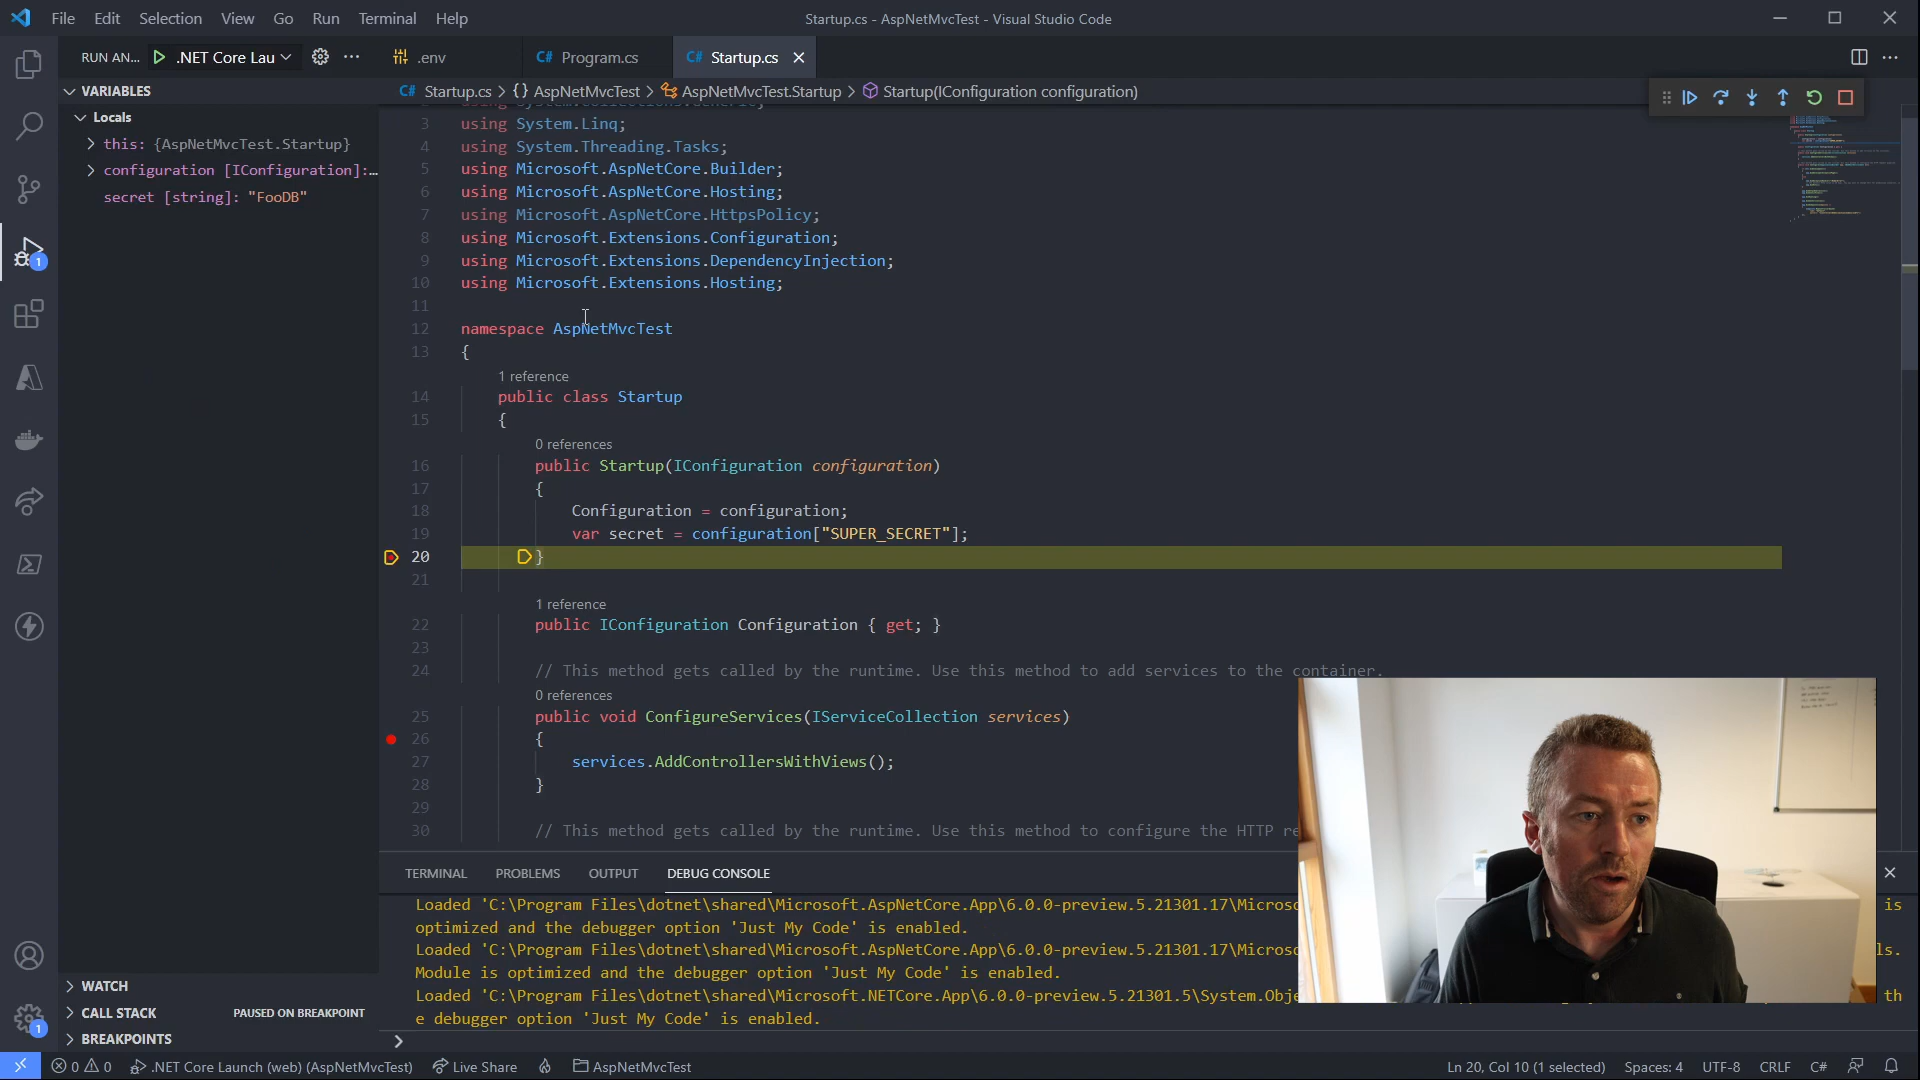 File Edit Selection View Go Run Terminal Help
Startup.cs - AspNetMvcTest - Visual Studio Code
RUN AN... .NET Core Lau
.env
C# Program.cs
C# Startup.cs
VARIABLES
C# Startup.cs > {} AspNetMvcTest > AspNetMvcTest.Startup > Startup(IConfiguration configuration)
Locals
this: {AspNetMvcTest.Startup}
configuration [IConfiguration]:...
secret [string]: "FooDB"
2 using System.Collections.Generic;
3 using System.Linq;
4 using System.Threading.Tasks;
5 using Microsoft.AspNetCore.Builder;
6 using Microsoft.AspNetCore.Hosting;
7 using Microsoft.AspNetCore.HttpsPolicy;
8 using Microsoft.Extensions.Configuration;
9 using Microsoft.Extensions.DependencyInjection;
10 using Microsoft.Extensions.Hosting;
11
12 namespace AspNetMvcTest
13 {
1 reference
14 public class Startup
15 {
0 references
16 public Startup(IConfiguration configuration)
17 {
18 Configuration = configuration;
19 var secret = configuration["SUPER_SECRET"];
20 }
21
1 reference
22 public IConfiguration Configuration { get; }
23
24 // This method gets called by the runtime. Use this method to add services to the container.
0 references
25 public void ConfigureServices(IServiceCollection services)
26 {
27 services.AddControllersWithViews();
28 }
29
30 // This method gets called by the runtime. Use this method to configure the HTTP re
TERMINAL PROBLEMS OUTPUT DEBUG CONSOLE
Loaded 'C:\Program Files\dotnet\shared\Microsoft.AspNetCore.App\6.0.0-preview.5.21301.17\Microso is
optimized and the debugger option 'Just My Code' is enabled.
Loaded 'C:\Program Files\dotnet\shared\Microsoft.AspNetCore.App\6.0.0-preview.5.21301.17\Microso ls.
Module is optimized and the debugger option 'Just My Code' is enabled.
Loaded 'C:\Program Files\dotnet\shared\Microsoft.NETCore.App\6.0.0-preview.5.21301.5\System.Obje th
e debugger option 'Just My Code' is enabled.
WATCH
CALL STACK PAUSED ON BREAKPOINT
BREAKPOINTS
0 0 .NET Core Launch (web) (AspNetMvcTest) Live Share AspNetMvcTest
Ln 20, Col 10 (1 selected) Spaces: 4 UTF-8 CRLF C#
1
1